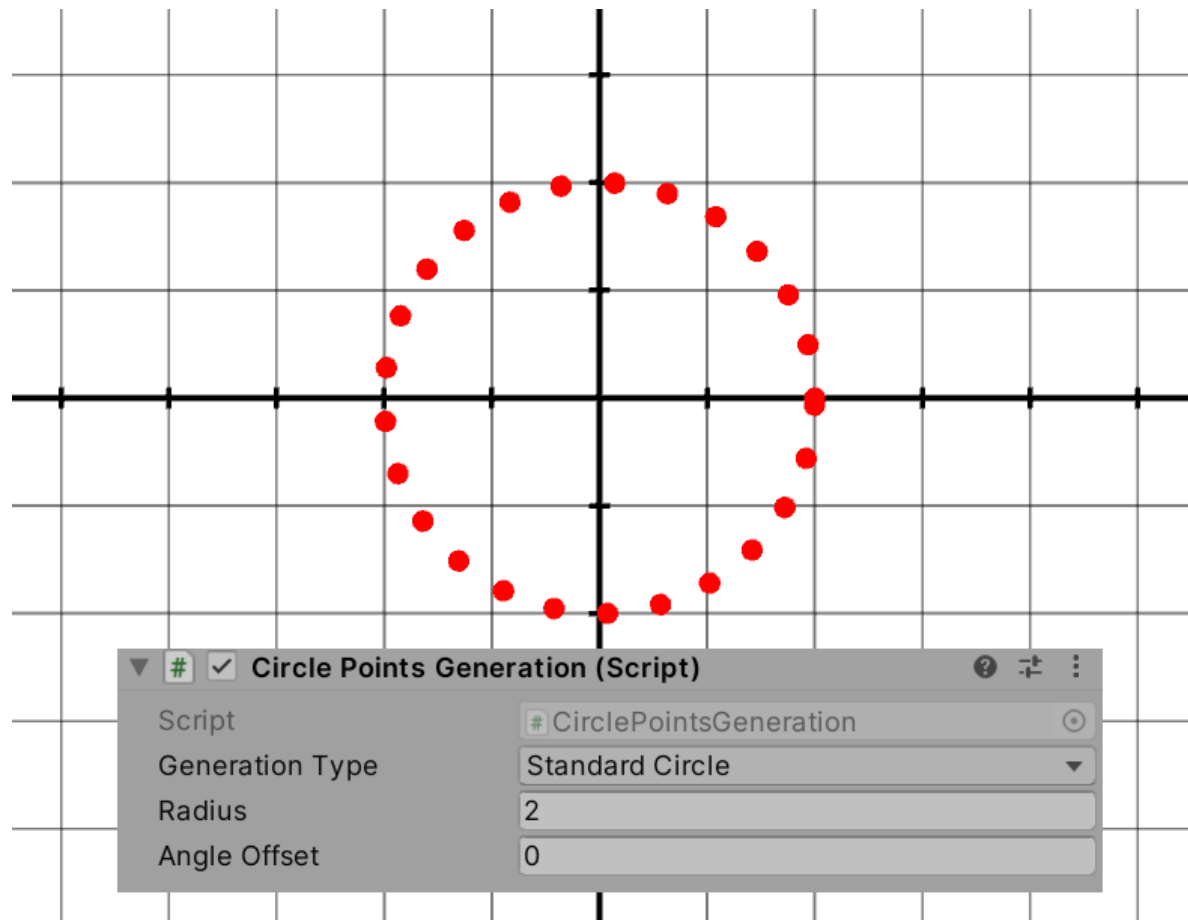 # Circle Points Generation (Script)
Script # CirclePointsGeneration
Generation Type Standard Circle
Radius 2
Angle Offset 0